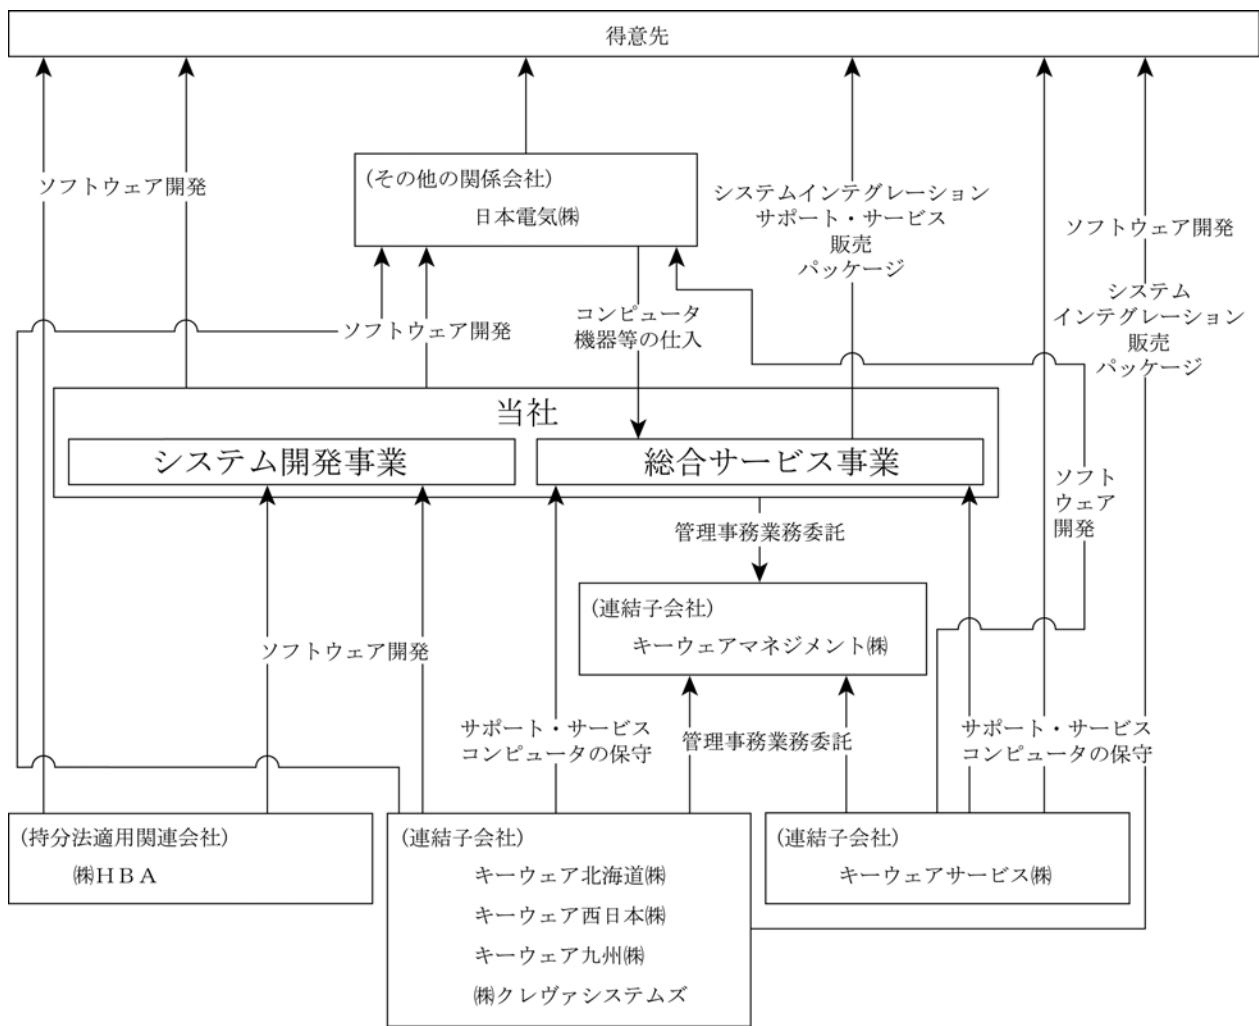 得意先
ソフトウェア開発
(その他の関係会社)
日本電気㈱
システムインテグレーション
サポート・サービス
販売
パッケージ
ソフトウェア開発
システム
インテグレーション
販売
パッケージ
ソフトウェア開発
コンピュータ
機器等の仕入
当社
システム開発事業
総合サービス事業
ソフト
ウェア
開発
管理事務業務委託
(連結子会社)
キーウェアマネジメント㈱
ソフトウェア開発
サポート・サービス
コンピュータの保守
管理事務業務委託
サポート・サービス
コンピュータの保守
(持分法適用関連会社)
㈱ＨＢＡ
(連結子会社)
キーウェア北海道㈱
キーウェア西日本㈱
キーウェア九州㈱
㈱クレヴァシステムズ
(連結子会社)
キーウェアサービス㈱